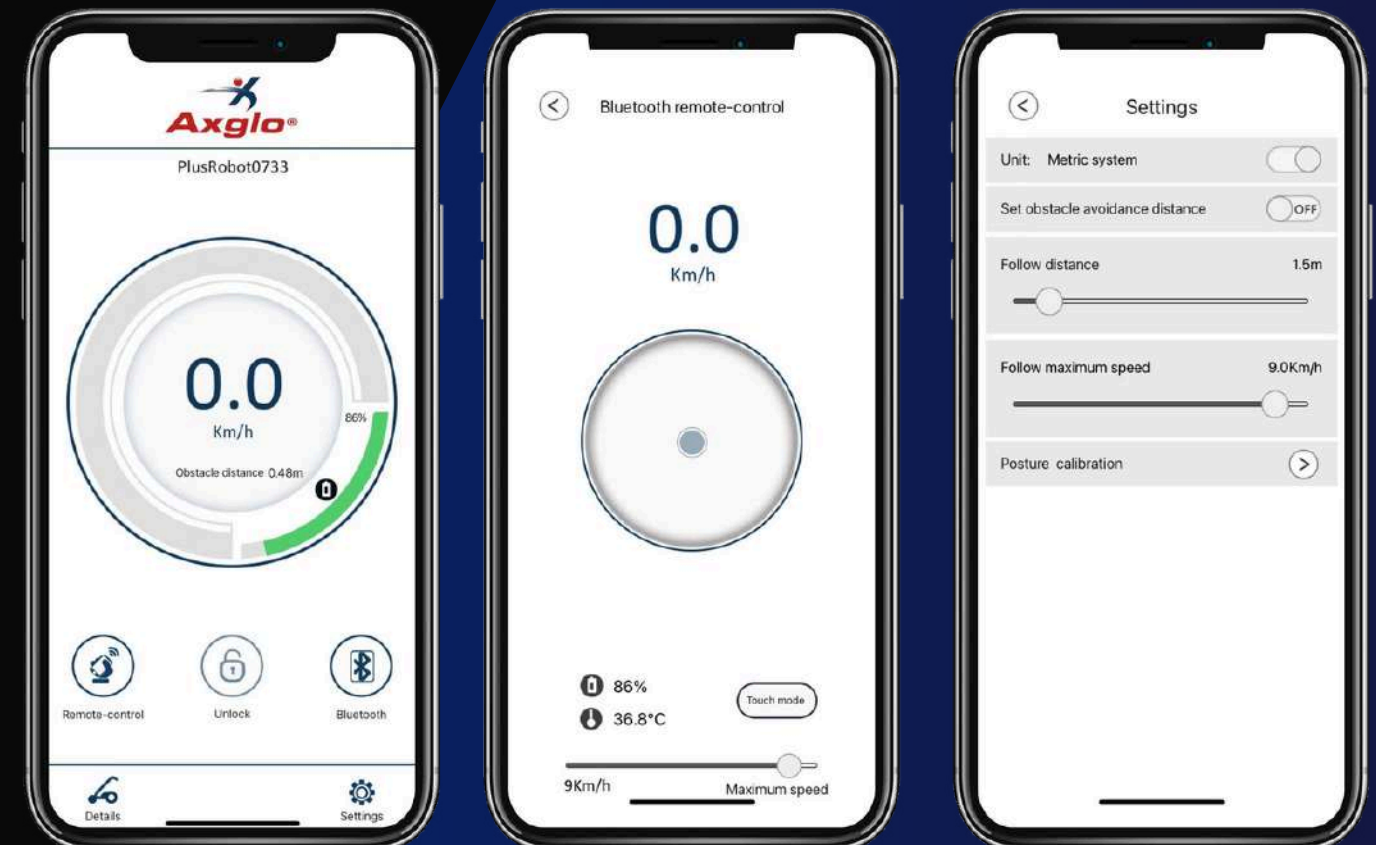 Axglo®
PlusRobot0733
0.0
Km/h
86%
Obstacle distance 0.48m
Remote-control
Unlock
Bluetooth
Details
Settings
Bluetooth remote-control
0.0
Km/h
86%
36.8°C
Touch mode
9Km/h
Maximum speed
Settings
Unit: Metric system
Set obstacle avoidance distance OFF
Follow distance 1.5m
Follow maximum speed 9.0Km/h
Posture calibration